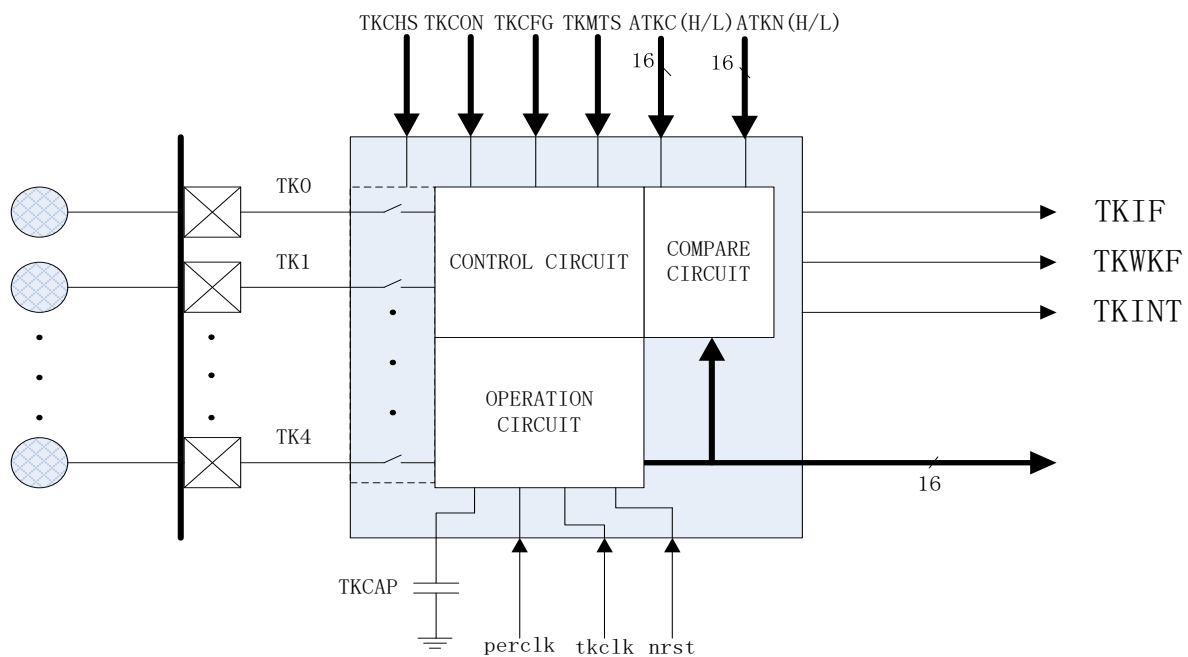 TKCHS TKCON TKCFG TKMTS ATKC(H/L) ATKN(H/L)
16 16
TK0
TK1
TK4
CONTROL CIRCUIT
COMPARE
CIRCUIT
OPERATION
CIRCUIT
TKIF
TKWKF
TKINT
16
TKCAP
perclk tkclk nrst